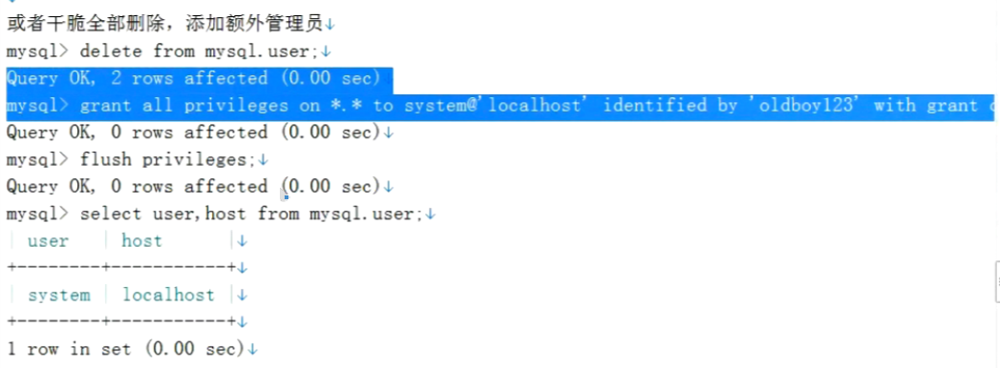 或者干脆全部删除，添加额外管理员↓
mysql> delete from mysql.user;↓
Query OK, 2 rows affected (0.00 sec)
mysql> grant all privileges on *.* to system@'localhost' identified by 'oldboy123' with grant
Query OK, 0 rows affected (0.00 sec)↓
mysql> flush privileges;↓
Query OK, 0 rows affected (0.00 sec)↓
mysql> select user,host from mysql.user;↓
| user | host |↓
+--------+-----------+↓
| system | localhost |↓
+--------+-----------+↓
1 row in set (0.00 sec)↓